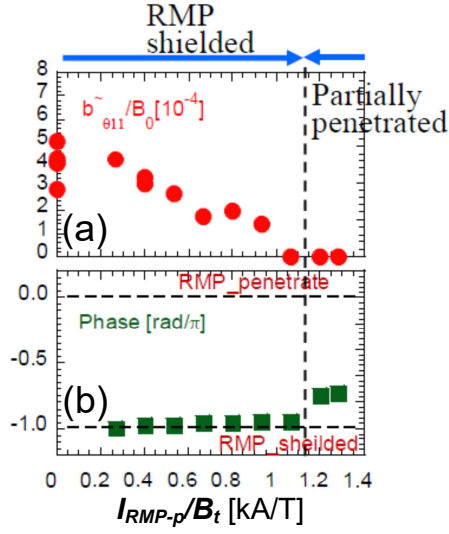 RMP
shielded
Partially
penetrated
b~θ11/B0[10-4]
8
7
6
5
4
3
2
1
0
(a)
RMP_penetrate
0.0
Phase [rad/π]
-0.5
(b)
-1.0
RMP_sheilded
0 0.2 0.4 0.6 0.8 1 1.2 1.4
IRMP-p/Bt [kA/T]